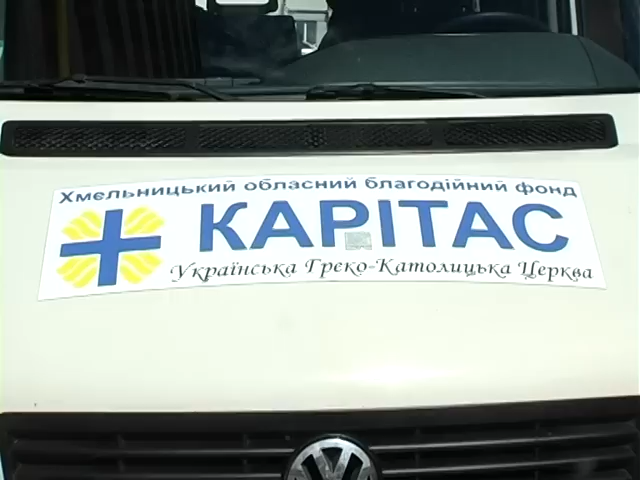 Хмельницький обласний благодійний фонд
КАРІТАС
Українська Греко-Католицька Церква